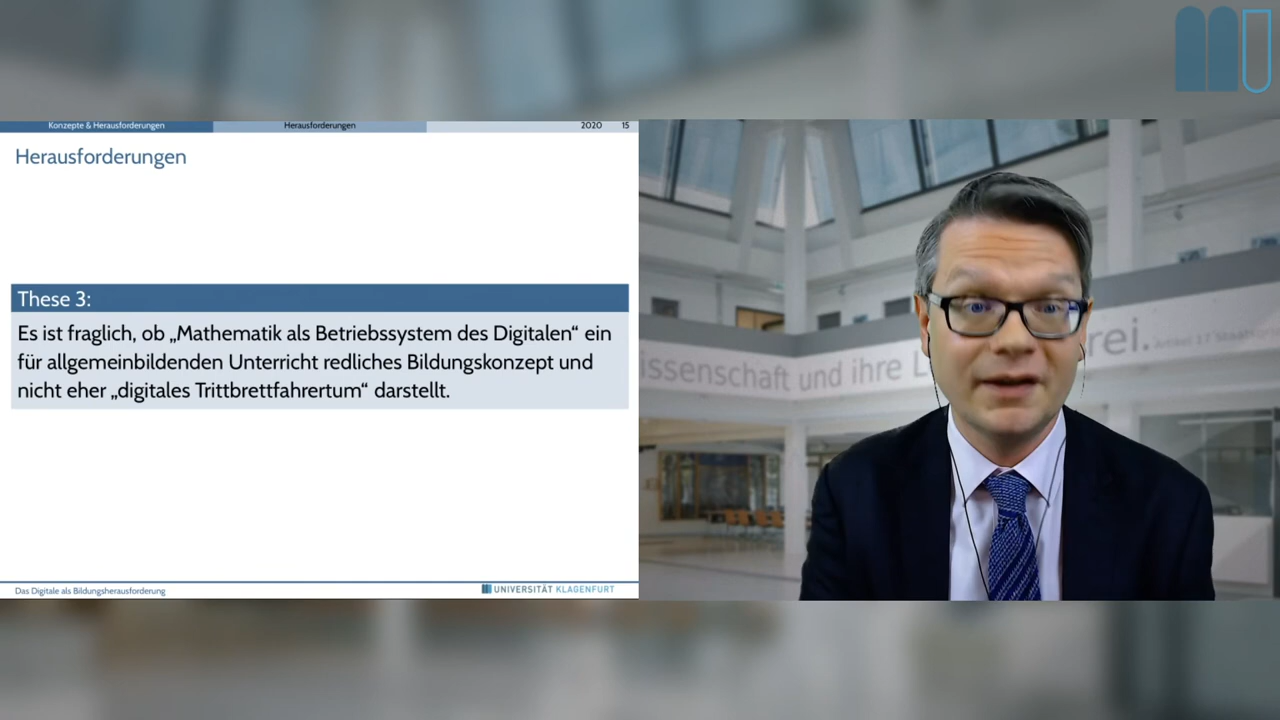 Konzepte & Herausforderungen Herausforderungen 2020 15
Herausforderungen
These 3:
Es ist fraglich, ob „Mathematik als Betriebssystem des Digitalen“ ein
für allgemeinbildenden Unterricht redliches Bildungskonzept und
nicht eher „digitales Trittbrettfahrertum“ darstellt.
Das Digitale als Bildungsherausforderung UNIVERSITÄT KLAGENFURT
issenschaft und ihre L rei.
Artikel 17